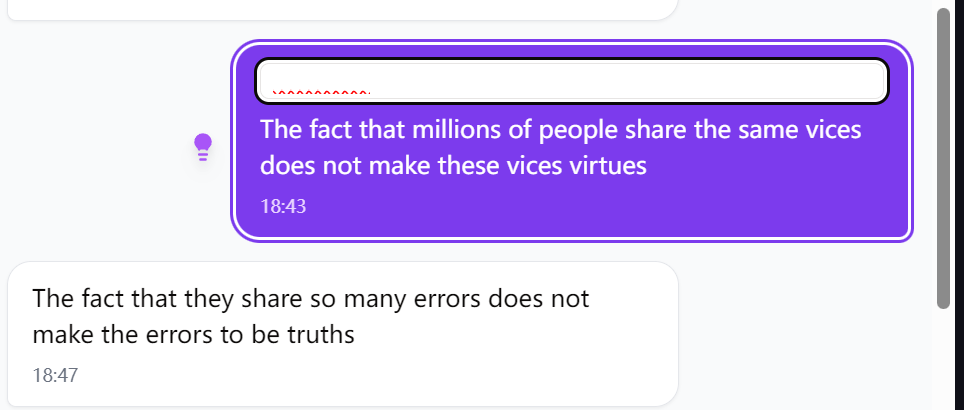 The fact that millions of people share the same vices
does not make these vices virtues
18:43
The fact that they share so many errors does not
make the errors to be truths
18:47